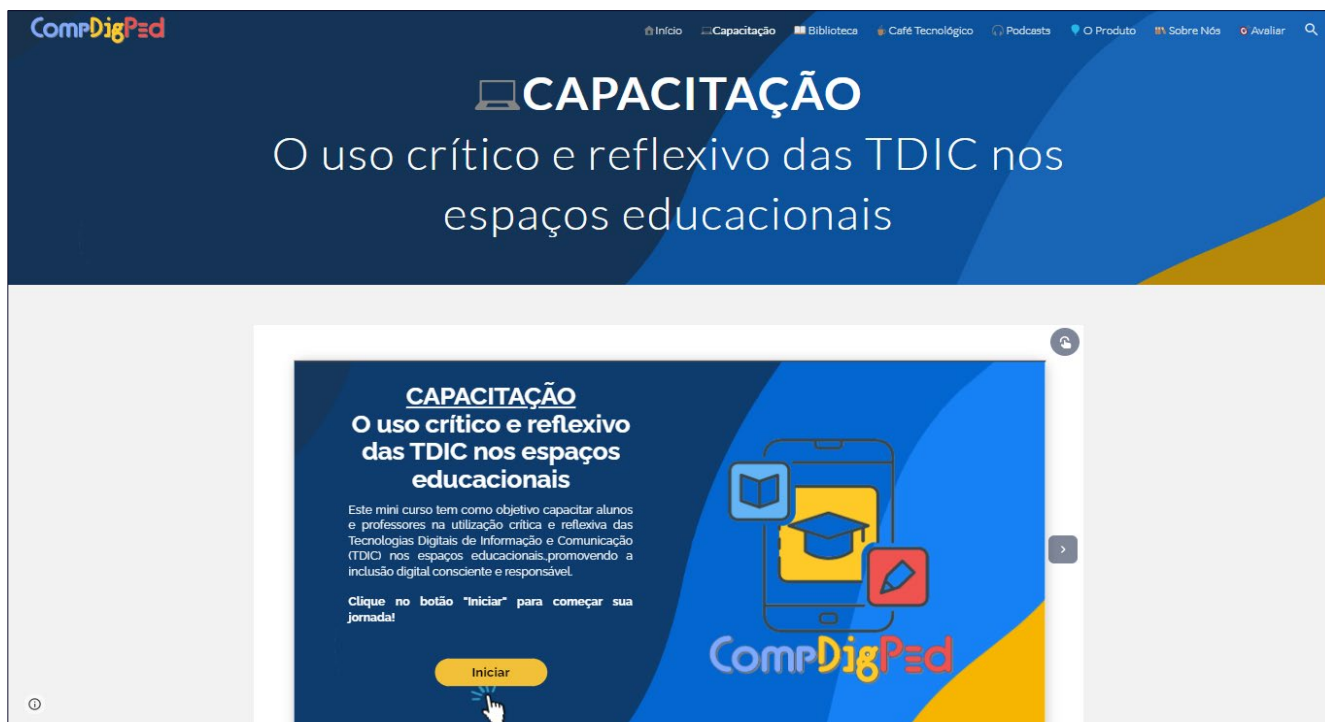 CompDigPed
Início Capacitação Biblioteca Café Tecnológico Podcasts O Produto Sobre Nós Avaliar
CAPACITAÇÃO
O uso crítico e reflexivo das TDIC nos
espaços educacionais
CAPACITAÇÃO
O uso crítico e reflexivo
das TDIC nos espaços
educacionais
Este mini curso tem como objetivo capacitar alunos
e professores na utilização crítica e reflexiva das
Tecnologias Digitais de Informação e Comunicação
(TDIC) nos espaços educacionais,promovendo a
inclusão digital consciente e responsável.
Clique no botão "Iniciar" para começar sua
jornada!
Iniciar
CompDigPed